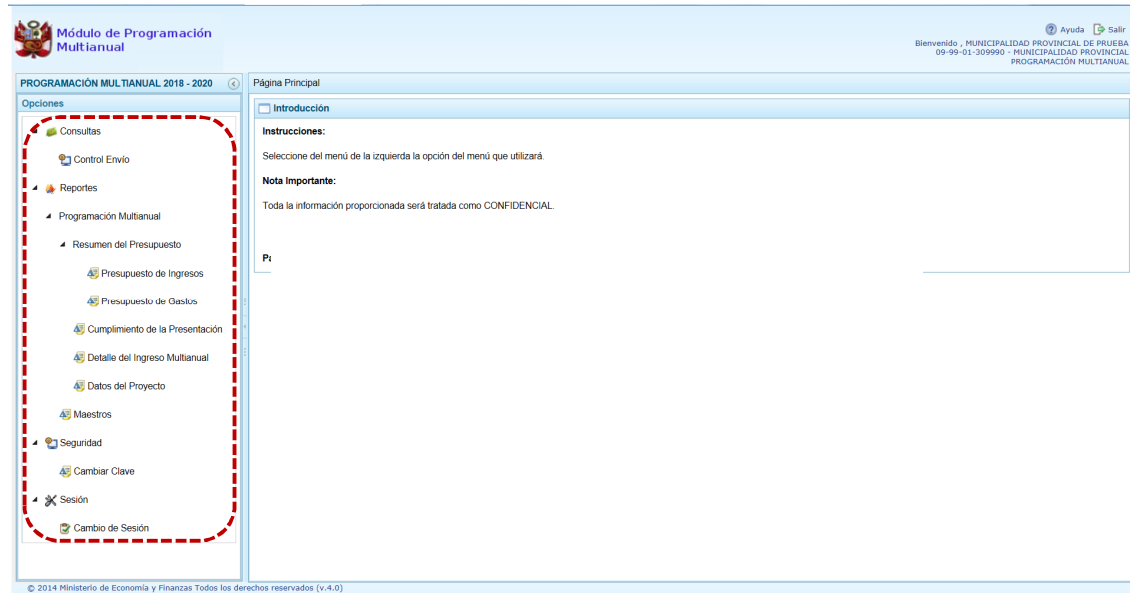 Módulo de Programación
Multianual
Ayuda Salir
Bienvenido , MUNICIPALIDAD PROVINCIAL DE PRUEBA
09-99-01-309990 - MUNICIPALIDAD PROVINCIAL
PROGRAMACIÓN MULTIANUAL
PROGRAMACIÓN MULTIANUAL 2018 - 2020
Página Principal
Opciones
Consultas
Control Envío
Reportes
Programación Multianual
Resumen del Presupuesto
Presupuesto de Ingresos
Presupuesto de Gastos
Cumplimiento de la Presentación
Detalle del Ingreso Multianual
Datos del Proyecto
Maestros
Seguridad
Cambiar Clave
Sesión
Cambio de Sesión
Introducción
Instrucciones:
Seleccione del menú de la izquierda la opción del menú que utilizará.
Nota Importante:
Toda la información proporcionada será tratada como CONFIDENCIAL.
© 2014 Ministerio de Economía y Finanzas Todos los derechos reservados (v.4.0)